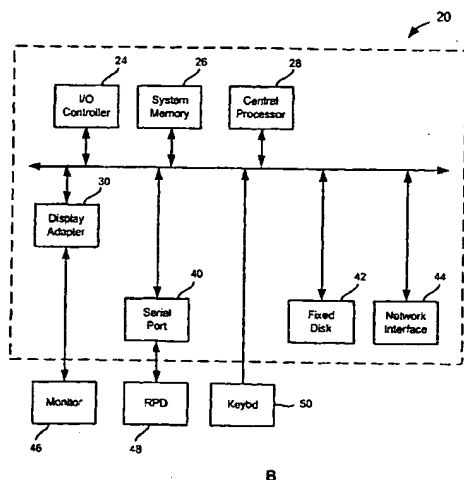 20
24
26
28
I/O
Controller
System
Memory
Central
Processor
30
Display
Adapter
40
42
44
Serial
Port
Fixed
Disk
Network
Interface
Monitor
RPD
Keybd
50
46
48
B